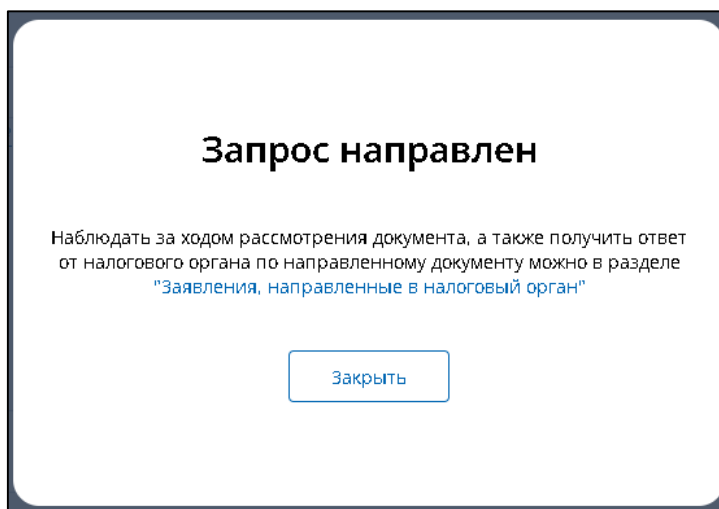 Запрос направлен
Наблюдать за ходом рассмотрения документа, а также получить ответ
от налогового органа по направленному документу можно в разделе
"Заявления, направленные в налоговый орган"
Закрыть